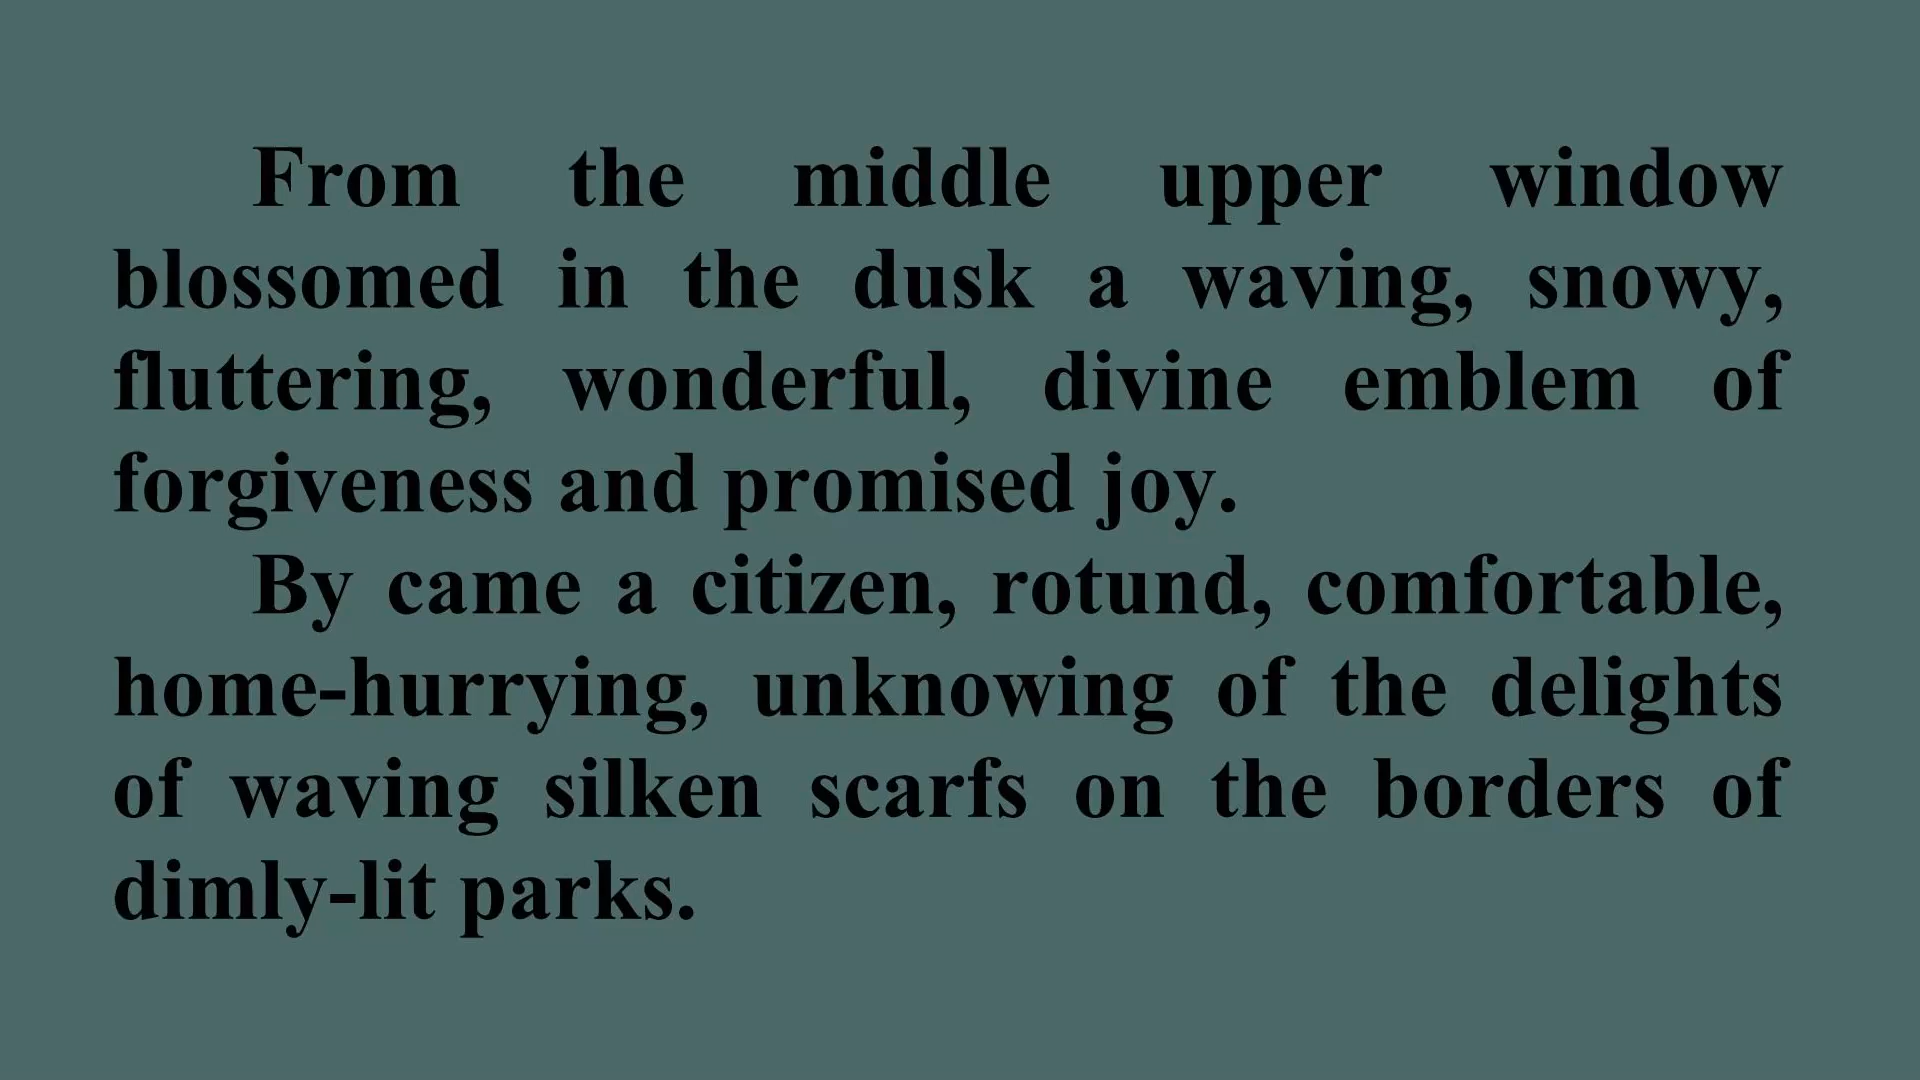 From the middle upper window
blossomed in the dusk a waving, snowy,
fluttering, wonderful, divine emblem of
forgiveness and promised joy.
By came a citizen, rotund, comfortable,
home-hurrying, unknowing of the delights
of waving silken scarfs on the borders of
dimly-lit parks.